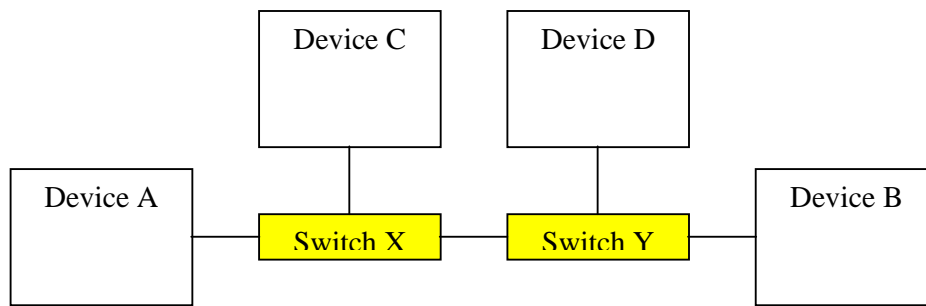 Device C
Device D
Device A
Device B
Switch X
Switch Y